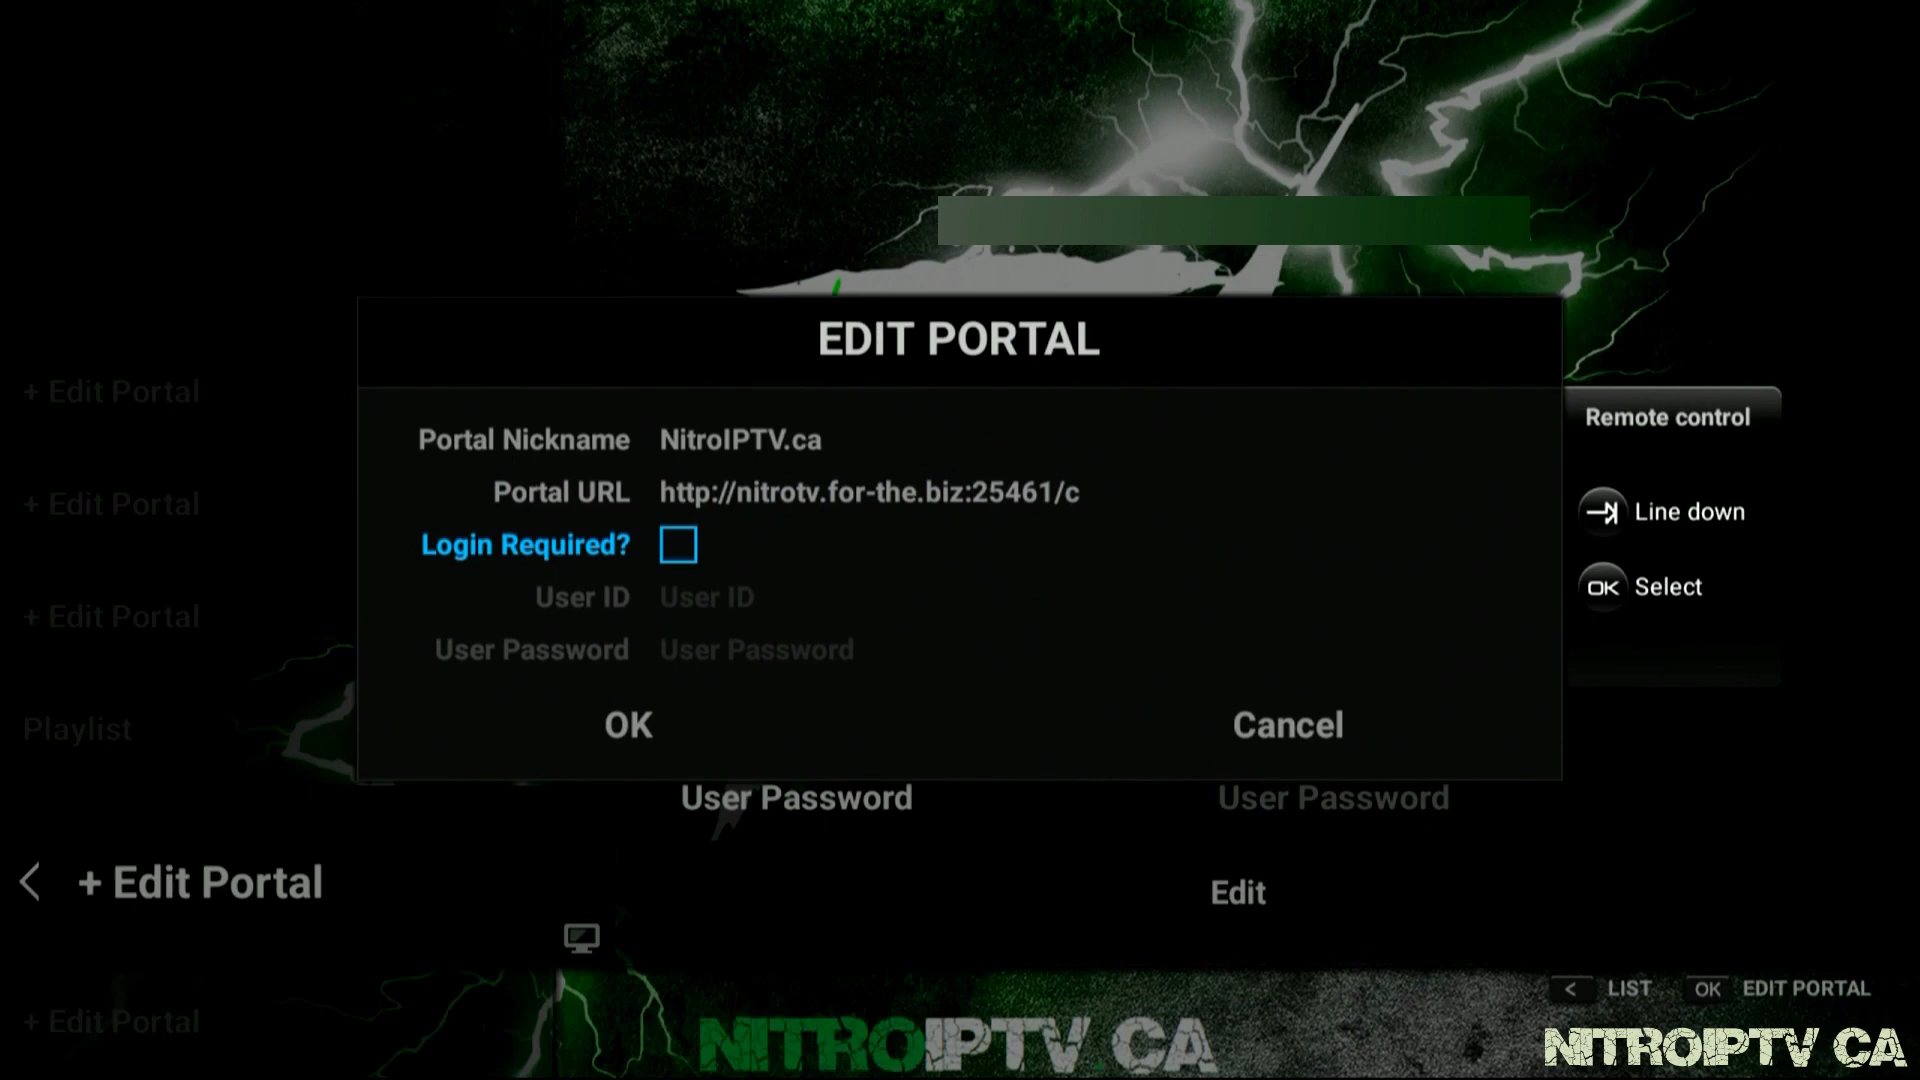 EDIT PORTAL
+ Edit Portal
Portal Nickname NitroIPTV.ca
Portal URL http://nitrotv.for-the.biz:25461/c
Login Required?
User ID User ID
User Password User Password
OK Cancel
Remote control
Line down
OK Select
+ Edit Portal
+ Edit Portal
Playlist
User Password User Password
+ Edit Portal
Edit
< LIST OK EDIT PORTAL
+ Edit Portal
NITROIPTV.CA
NITROIPTV CA